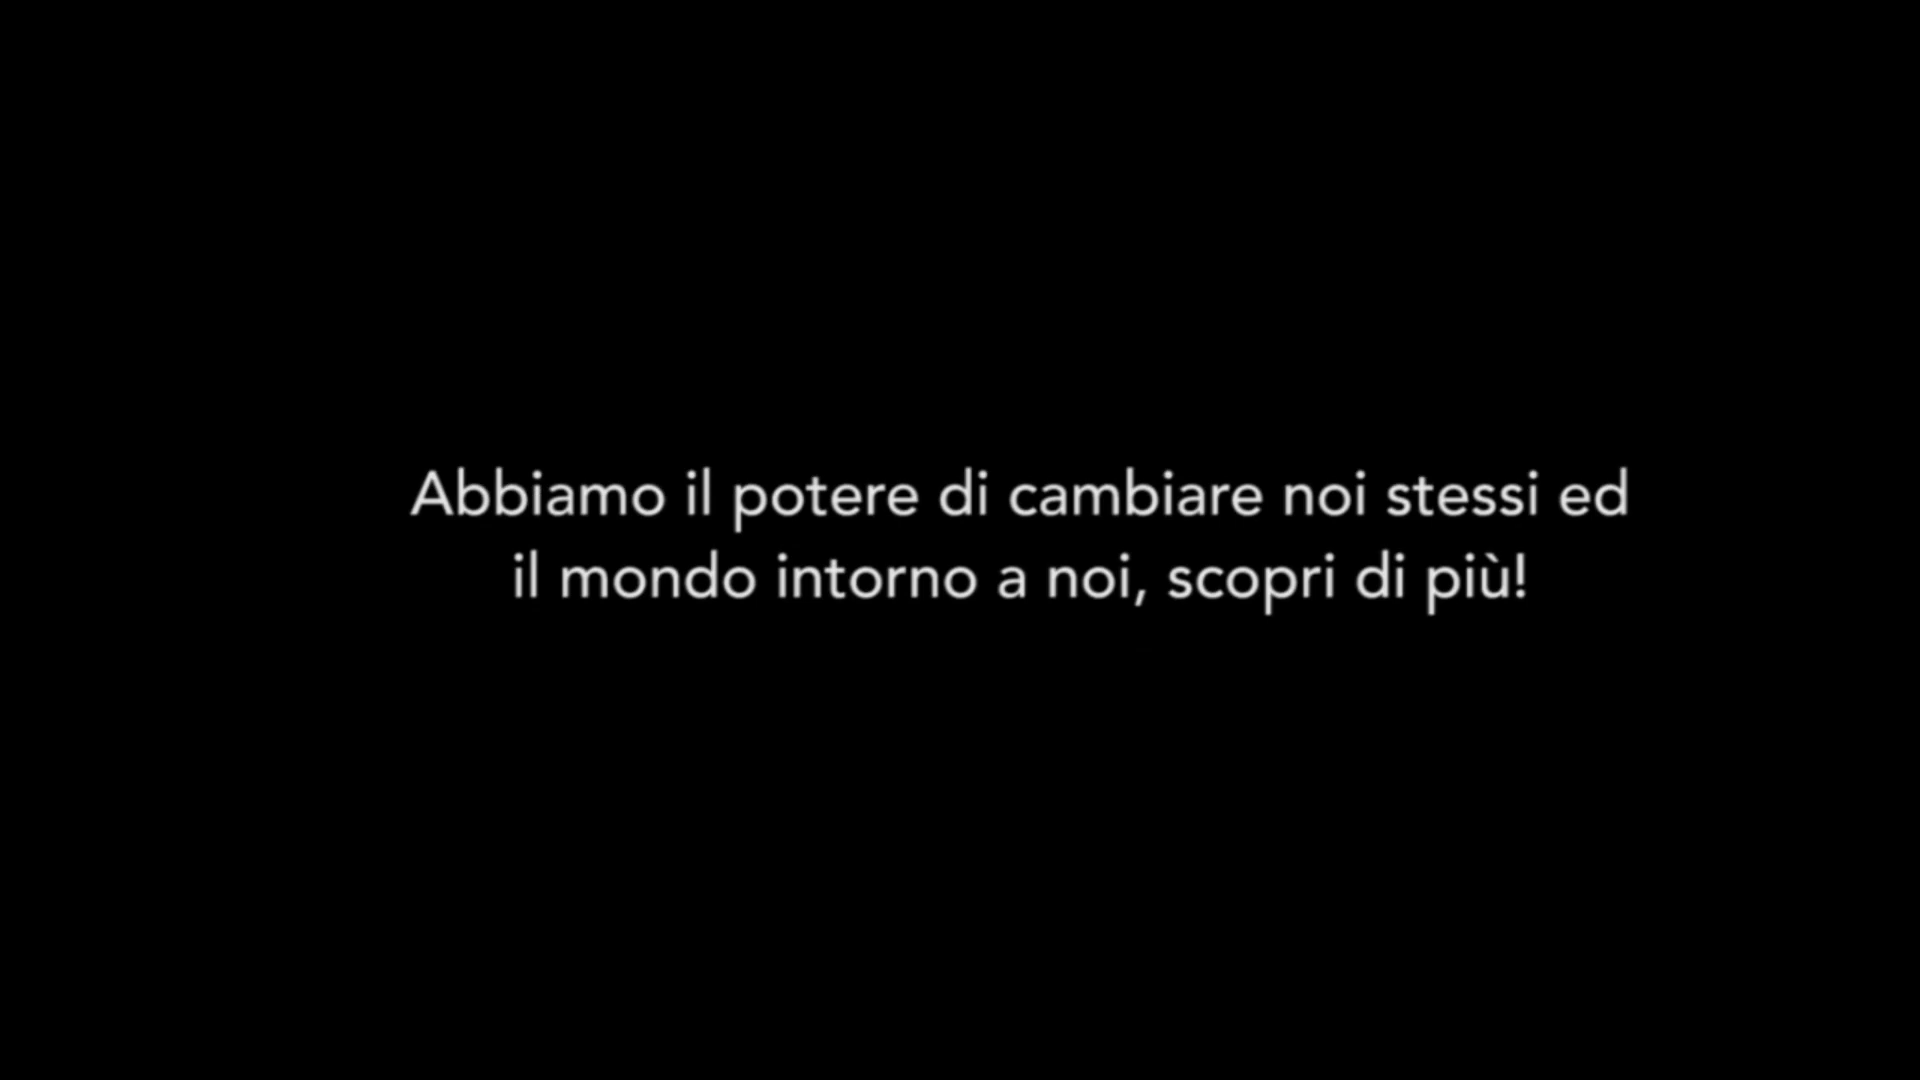 Abbiamo il potere di cambiare noi stessi ed
il mondo intorno a noi, scopri di più!